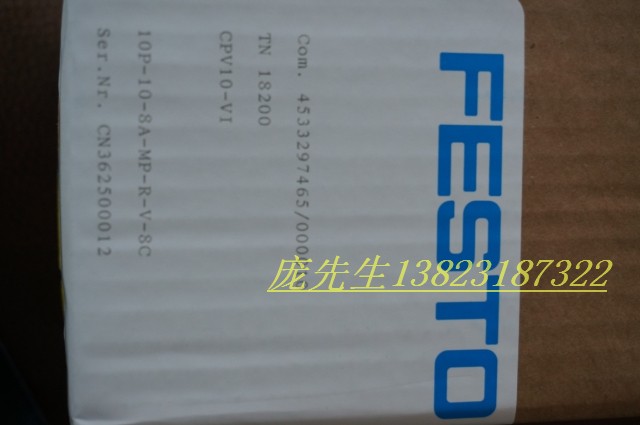 FESTO
Com. 4533297465/000
TN 18200
CPV10-VI
10P-10-8A-MP-R-V-8C
Ser.Nr. CN362500012
庞先生13823187322